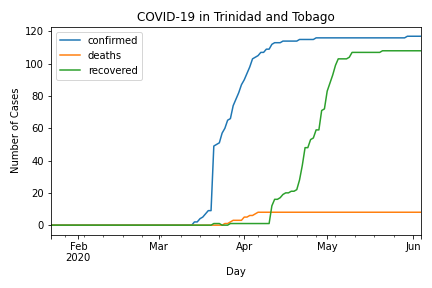 COVID-19 in Trinidad and Tobago
confirmed
deaths
recovered
Number of Cases
120
100
80
60
40
20
0
Feb
2020
Mar
Apr
May
Jun
Day